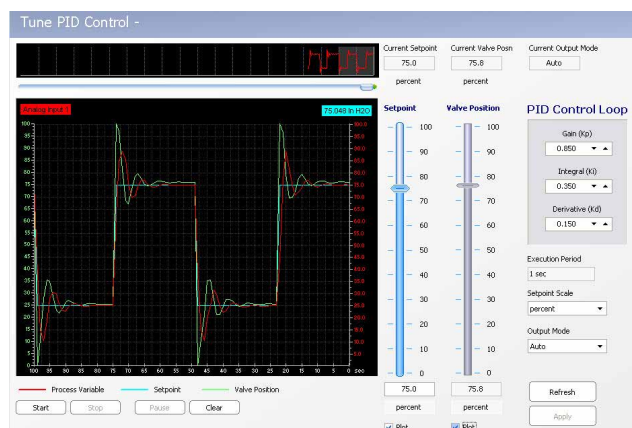 Tune PID Control -
Current Setpoint
Current Valve Posn
Current Output Mode
75.0
75.8
Auto
percent
percent
Analog Input 1
75.048 In H2O
100
95
90
85
80
75
70
65
60
55
50
45
40
35
30
25
20
15
10
5
0
100 95 90 85 80 75 70 65 60 55 50 45 40 35 30 25 20 15 10 5 0 sec
Process Variable
Setpoint
Valve Position
Start
Stop
Pause
Clear
Setpoint
100
90
80
70
60
50
40
30
20
10
0
75.0
percent
Plot
Valve Position
100
90
80
70
60
50
40
30
20
10
0
75.8
percent
Plot
PID Control Loop
Gain (Kp)
0.850
Integral (Ki)
0.350
Derivative (Kd)
0.150
Execution Period
1 sec
Setpoint Scale
percent
Output Mode
Auto
Refresh
Apply